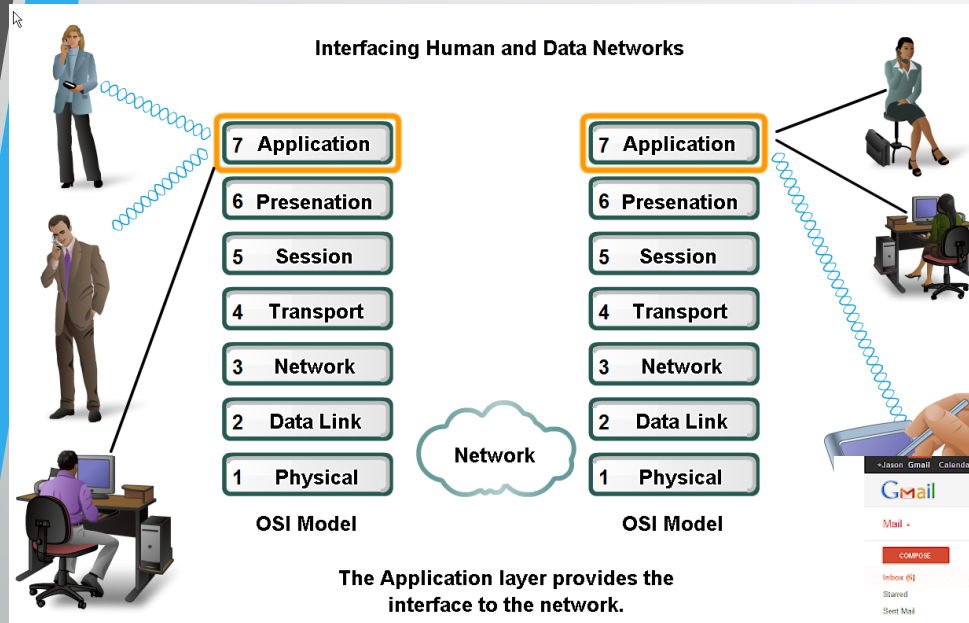 Interfacing Human and Data Networks
7 Application
6 Presenation
5 Session
4 Transport
3 Network
2 Data Link
1 Physical
OSI Model
Network
7 Application
6 Presenation
5 Session
4 Transport
3 Network
2 Data Link
1 Physical
OSI Model
The Application layer provides the
interface to the network.
+Jason Gmail Calenda
Gmail
Mail
COMPOSE
Inbox (6)
Starred
Sent Mail